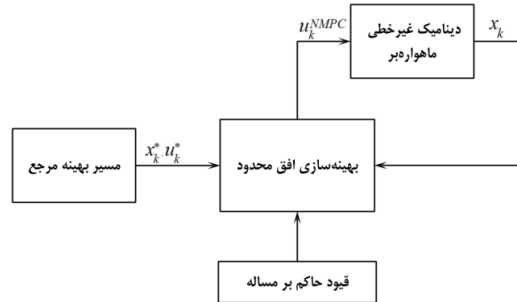 u_k^{NMPC}
دینامیک غیرخطی
ماهواره‌بر
x_k
مسیر بهینه مرجع
x_k^*, u_k^*
بهینه‌سازی افق محدود
قیود حاکم بر مساله